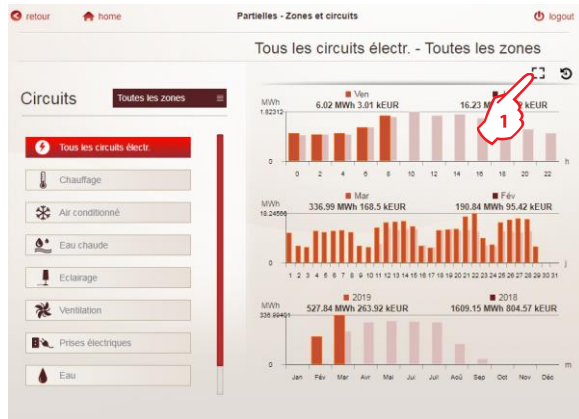 retour home Partielles - Zones et circuits logout
Tous les circuits électr. - Toutes les zones
Circuits Toutes les zones
Tous les circuits électr.
Chauffage
Air conditionné
Eau chaude
Eclairage
Ventilation
Prises électriques
Eau
MWh Ven
6.02 MWh 3.01 kEUR 16.23 kEUR
1.62312
0
0 2 4 6 8 10 12 14 16 18 20 22 h
1
MWh Mar Fév
336.99 MWh 168.5 kEUR 190.84 MWh 95.42 kEUR
18.24586
0
1 2 3 4 5 6 7 8 9 10 11 12 13 14 15 16 17 18 19 20 21 22 23 24 25 26 27 28 29 30 31 j
MWh 2019 2018
527.84 MWh 263.92 kEUR 1609.15 MWh 804.57 kEUR
336.99401
0
Jan Fév Mar Avr Mai Jui Jul Aoû Sep Oct Nov Déc m